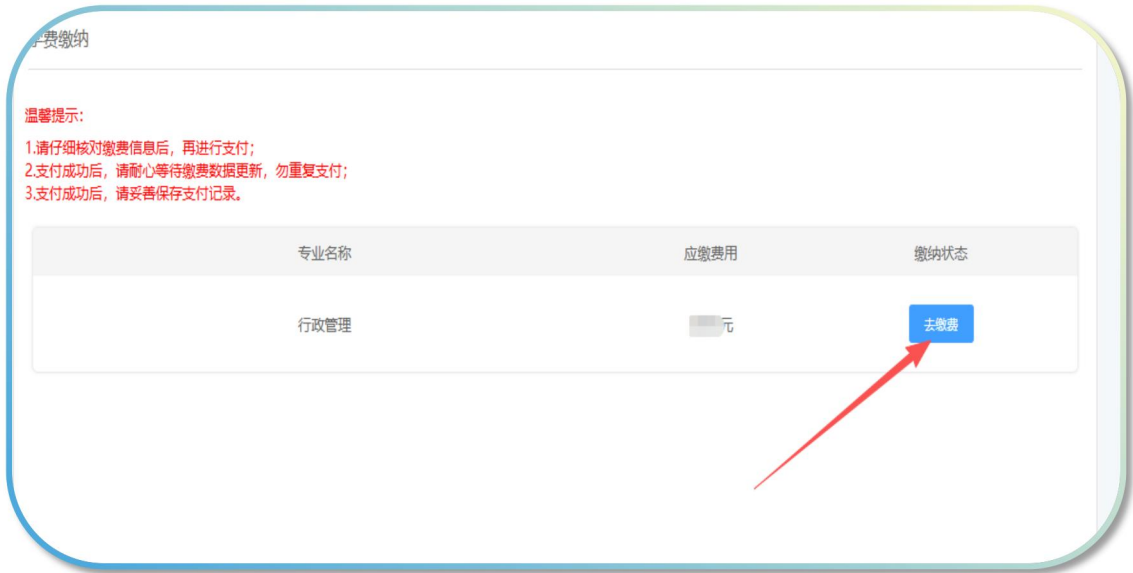 学费缴纳
温馨提示：
1.请仔细核对缴费信息后，再进行支付；
2.支付成功后，请耐心等待缴费数据更新，勿重复支付；
3.支付成功后，请妥善保存支付记录。
专业名称 应缴费用 缴纳状态
行政管理 元 去缴费